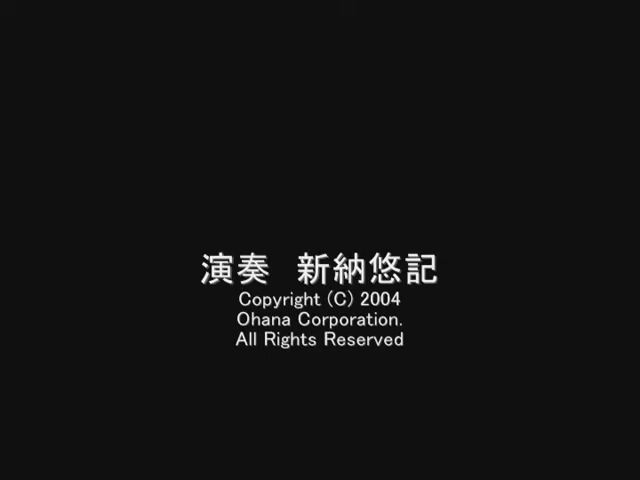 演奏　新納悠記
Copyright (C) 2004
Ohana Corporation.
All Rights Reserved